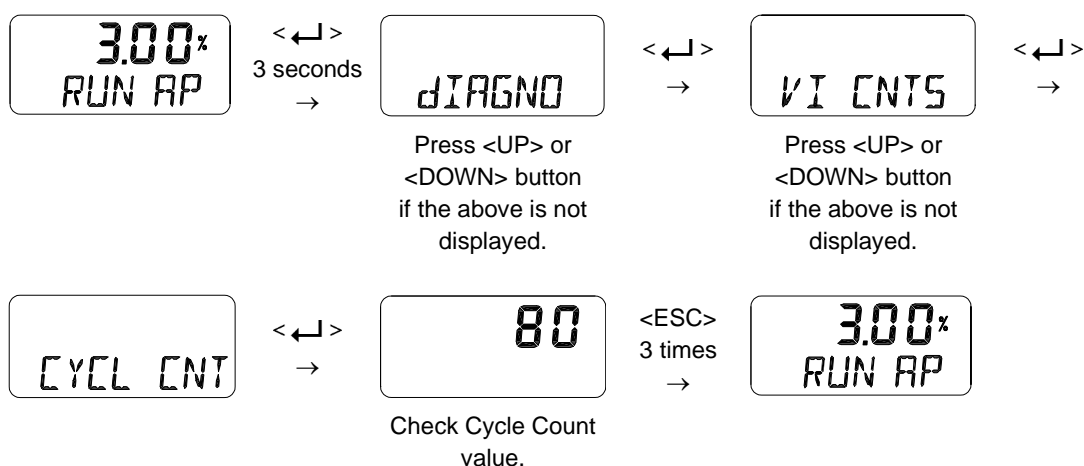 3.00%
RUN AP
< ↵ >
3 seconds
→
dIAGNO
Press <UP> or
<DOWN> button
if the above is not
displayed.
< ↵ >
→
VI CNTS
Press <UP> or
<DOWN> button
if the above is not
displayed.
< ↵ >
→
CYCL CNT
< ↵ >
→
80
Check Cycle Count
value.
<ESC>
3 times
→
3.00%
RUN AP